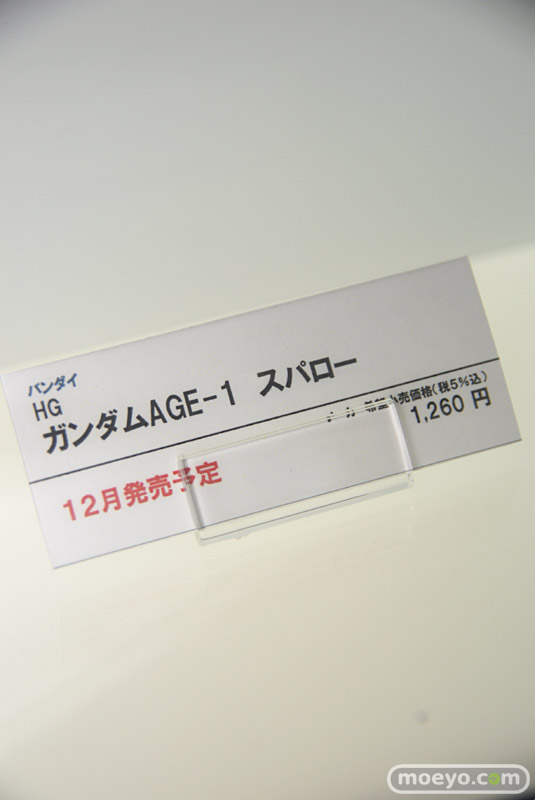 バンダイ
HG
ガンダムAGE-1 スパロー
希望小売価格(税5%込)
1,260 円
12月発売予定
moeyo.com